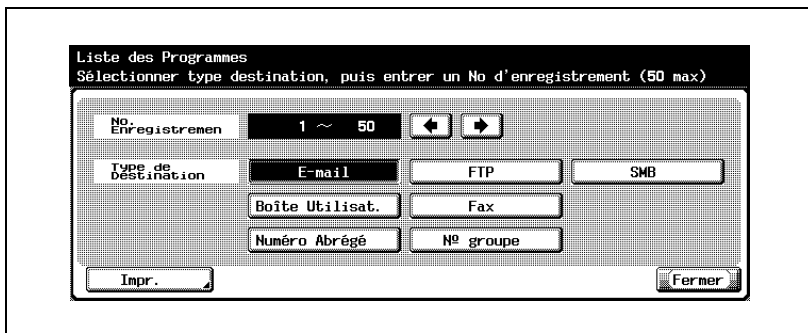 Liste des Programmes
Sélectionner type destination, puis entrer un No d'enregistrement (50 max)
No.
Enregistremen
1 ～ 50
Type de
Destination
E-mail
FTP
SMB
Boîte Utilisat.
Fax
Numéro Abrégé
Nº groupe
Impr.
Fermer